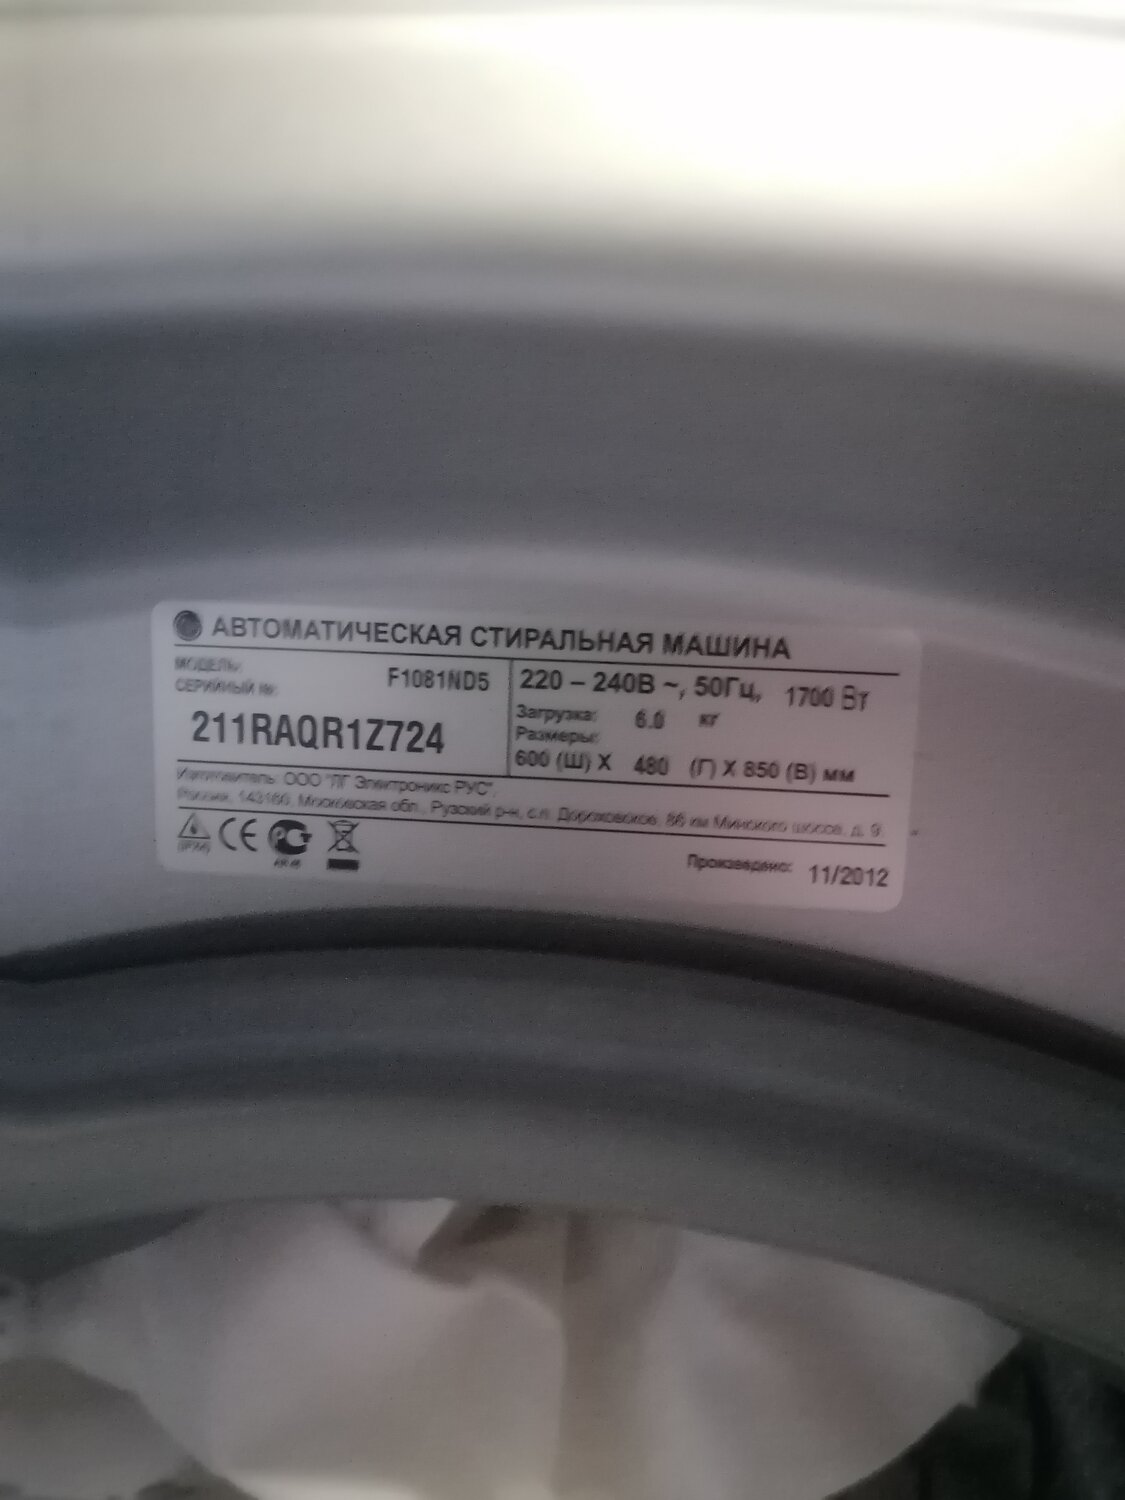 АВТОМАТИЧЕСКАЯ СТИРАЛЬНАЯ МАШИНА
МОДЕЛЬ: F1081ND5
СЕРИЙНЫЙ №:
211RAQR1Z724
220 – 240В ~, 50Гц, 1700 Вт
Загрузка: 6.0 кг
Размеры:
600 (Ш) X 480 (Г) X 850 (В) мм
Изготовитель: ООО "ЛГ Электроникс РУС",
Россия, 143160, Московская обл., Рузский р-н, с.п. Дороховское, 86 км Минского шоссе, д. 9.
CE
Произведено: 11/2012